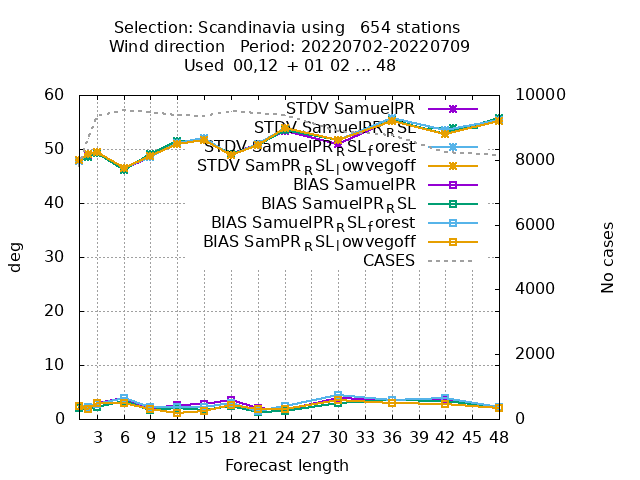 Selection: Scandinavia using   654 stations
Wind direction   Period: 20220702-20220709
Used  00,12  + 01 02 ... 48
60
50
40
30
20
10
0
10000
8000
6000
4000
2000
0
deg
No cases
STDV SamuelPR
STDV SamuelPR_RSL
STDV SamuelPR_RSL_forest
STDV SamPR_RSL_lowvegoff
BIAS SamuelPR
BIAS SamuelPR_RSL
BIAS SamuelPR_RSL_forest
BIAS SamPR_RSL_lowvegoff
CASES
3 6 9 12 15 18 21 24 27 30 33 36 39 42 45 48
Forecast length